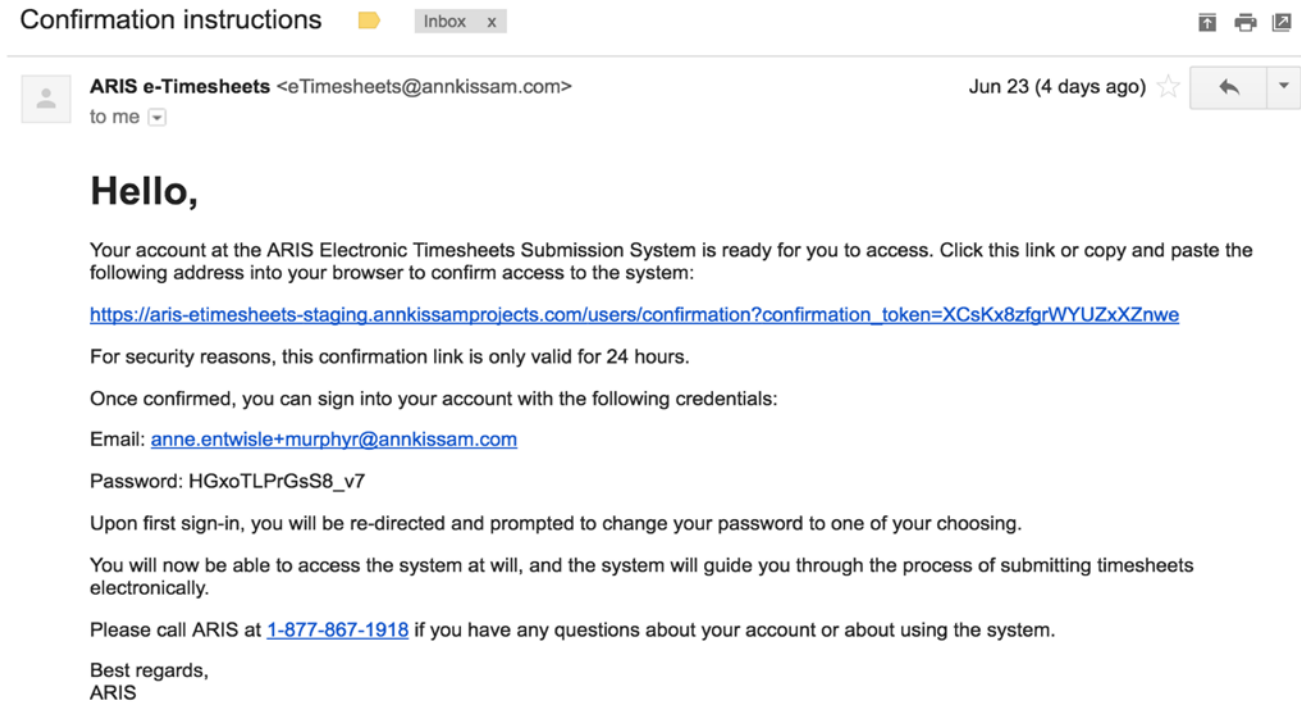 Confirmation instructions
Inbox x
ARIS e-Timesheets <eTimesheets@annkissam.com>
Jun 23 (4 days ago)
to me
Hello,
Your account at the ARIS Electronic Timesheets Submission System is ready for you to access. Click this link or copy and paste the
following address into your browser to confirm access to the system:
https://aris-etimesheets-staging.annkissamprojects.com/users/confirmation?confirmation_token=XCsKx8zfgrWYUZxXZnwe
For security reasons, this confirmation link is only valid for 24 hours.
Once confirmed, you can sign into your account with the following credentials:
Email: anne.entwisle+murphyr@annkissam.com
Password: HGxoTLPrGsS8_v7
Upon first sign-in, you will be re-directed and prompted to change your password to one of your choosing.
You will now be able to access the system at will, and the system will guide you through the process of submitting timesheets
electronically.
Please call ARIS at 1-877-867-1918 if you have any questions about your account or about using the system.
Best regards,
ARIS